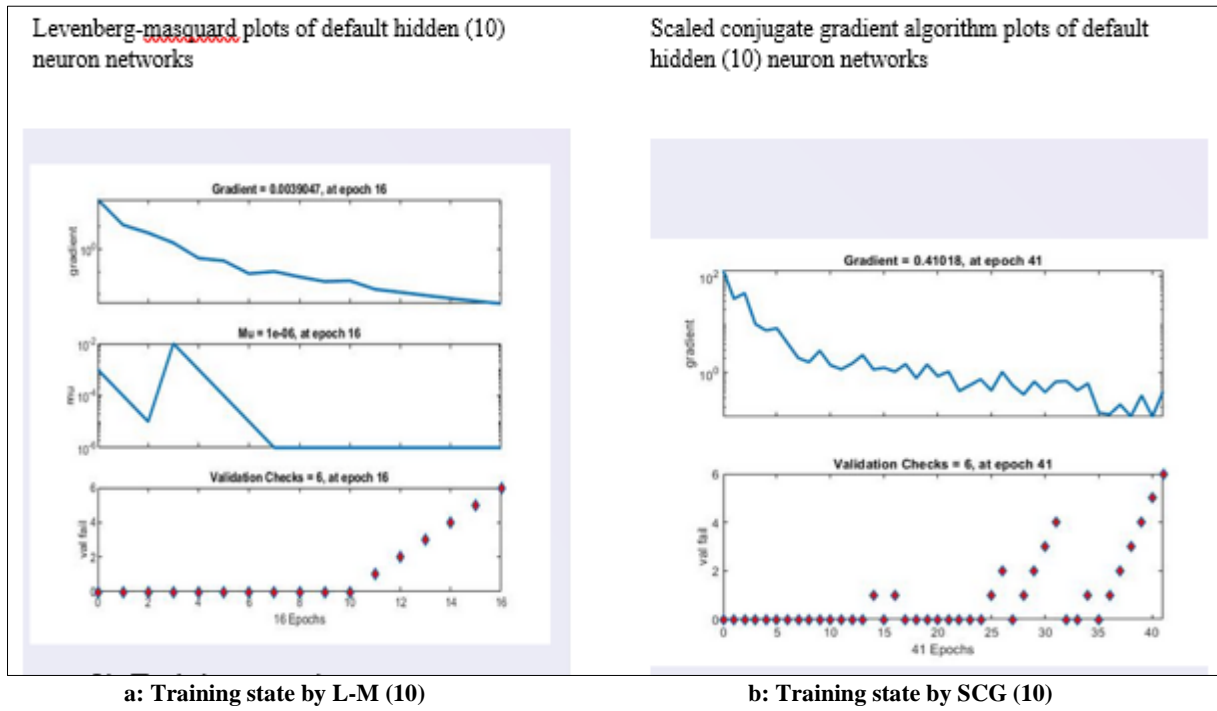 Levenberg-masquard plots of default hidden (10)
neuron networks
Gradient = 0.0039047, at epoch 16
gradient
10^0
Mu = 1e-06, at epoch 16
mu
10^-2
10^-4
10^-6
Validation Checks = 6, at epoch 16
val fail
6
4
2
0
0 2 4 6 8 10 12 14 16
16 Epochs
a: Training state by L-M (10)
Scaled conjugate gradient algorithm plots of default
hidden (10) neuron networks
Gradient = 0.41018, at epoch 41
gradient
10^2
10^0
Validation Checks = 6, at epoch 41
val fail
6
4
2
0
0 5 10 15 20 25 30 35 40
41 Epochs
b: Training state by SCG (10)